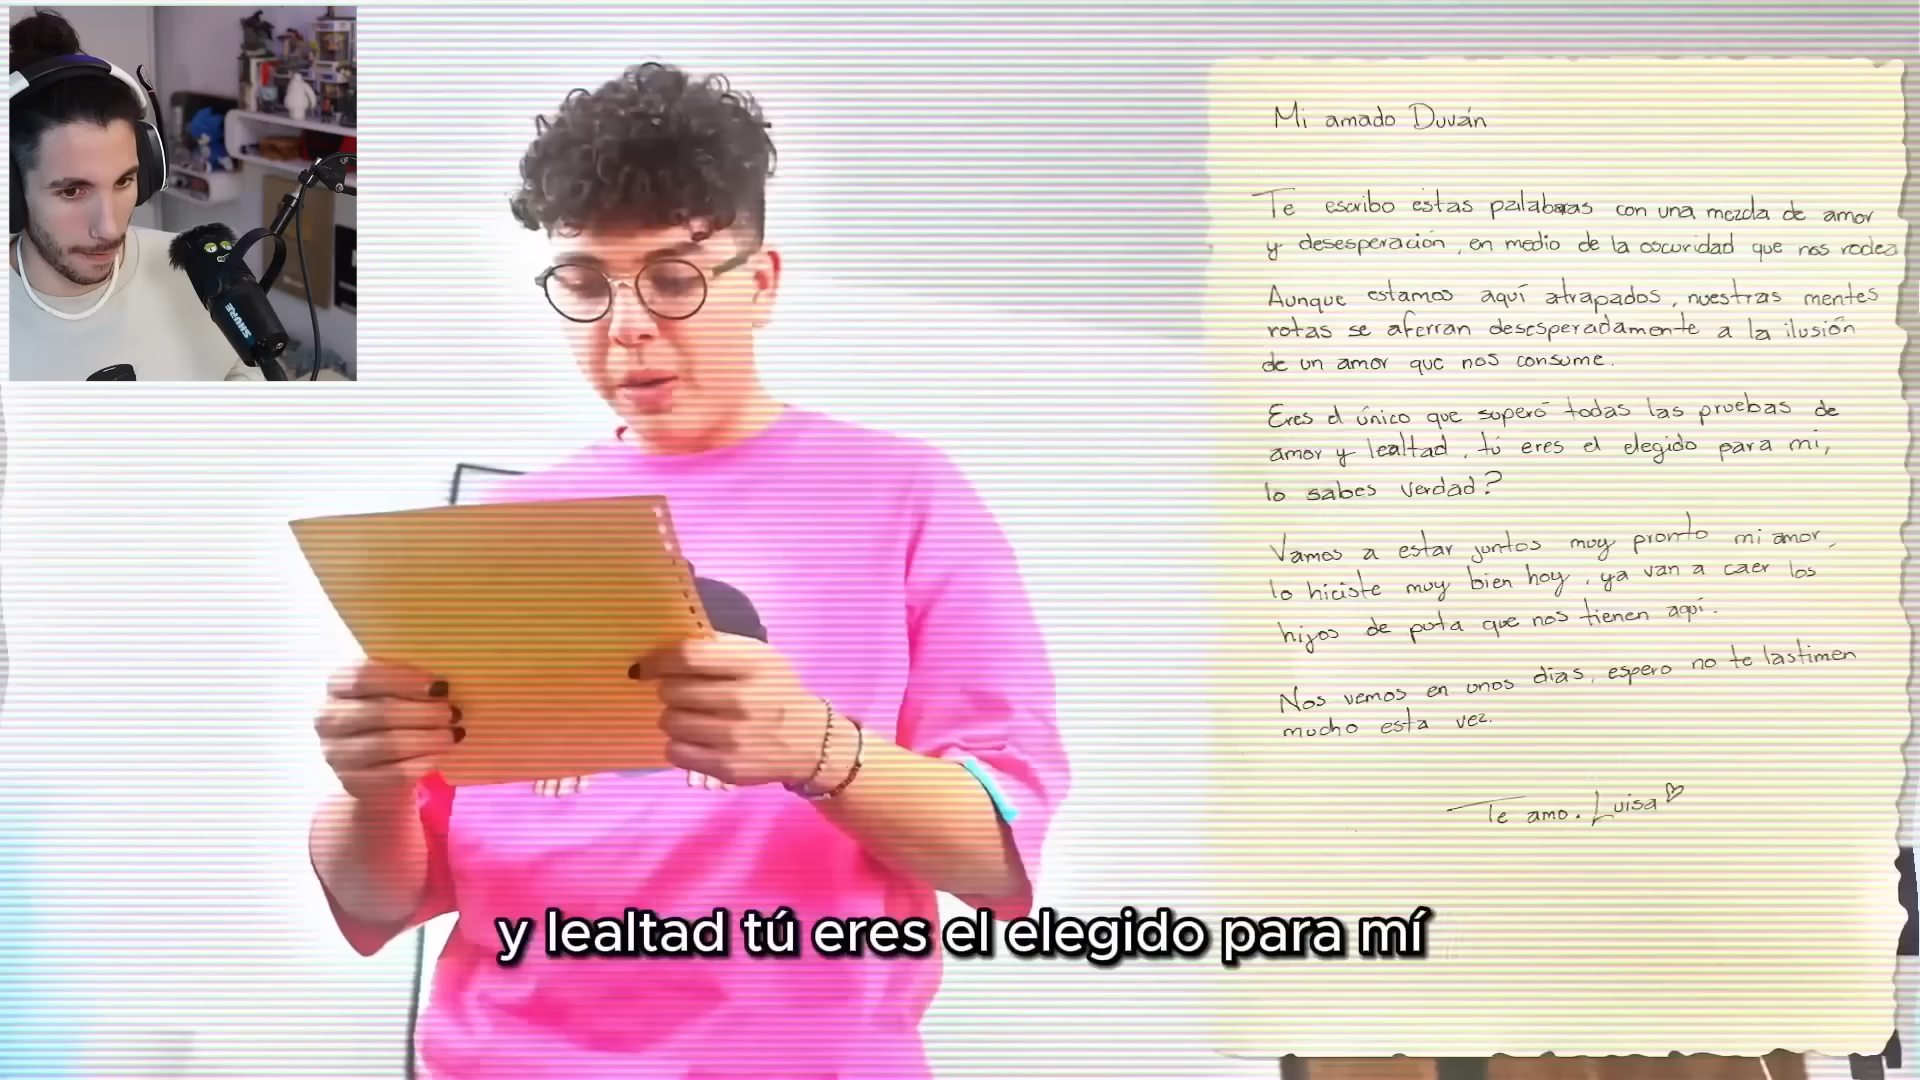 SHURE
Mi amado Duván
Te escribo estas palabras con una mezcla de amor
y desesperación, en medio de la oscuridad que nos rodea
Aunque estamos aquí atrapados, nuestras mentes
rotas se aferran desesperadamente a la ilusión
de un amor que nos consume.
Eres el único que superó todas las pruebas de
amor y lealtad, tú eres el elegido para mi,
lo sabes verdad?
Vamos a estar juntos muy pronto mi amor,
lo hiciste muy bien hoy, ya van a caer los
hijos de puta que nos tienen aquí.
Nos vemos en unos días, espero no te lastimen
mucho esta vez.
Te amo. Luisa
y lealtad tú eres el elegido para mí